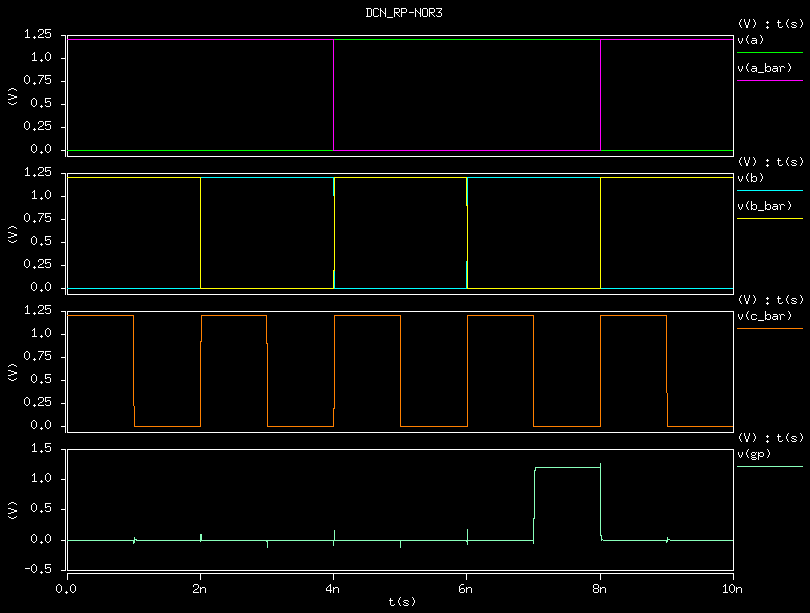 DCN_RP-NOR3
(V) : t(s)
v(a)
v(a_bar)
1.25
1.0
0.75
0.5
0.25
0.0
(V)
(V) : t(s)
v(b)
v(b_bar)
1.25
1.0
0.75
0.5
0.25
0.0
(V)
(V) : t(s)
v(c_bar)
1.25
1.0
0.75
0.5
0.25
0.0
(V)
(V) : t(s)
v(gp)
1.5
1.0
0.5
0.0
-0.5
(V)
0.0 2n 4n 6n 8n 10n
t(s)